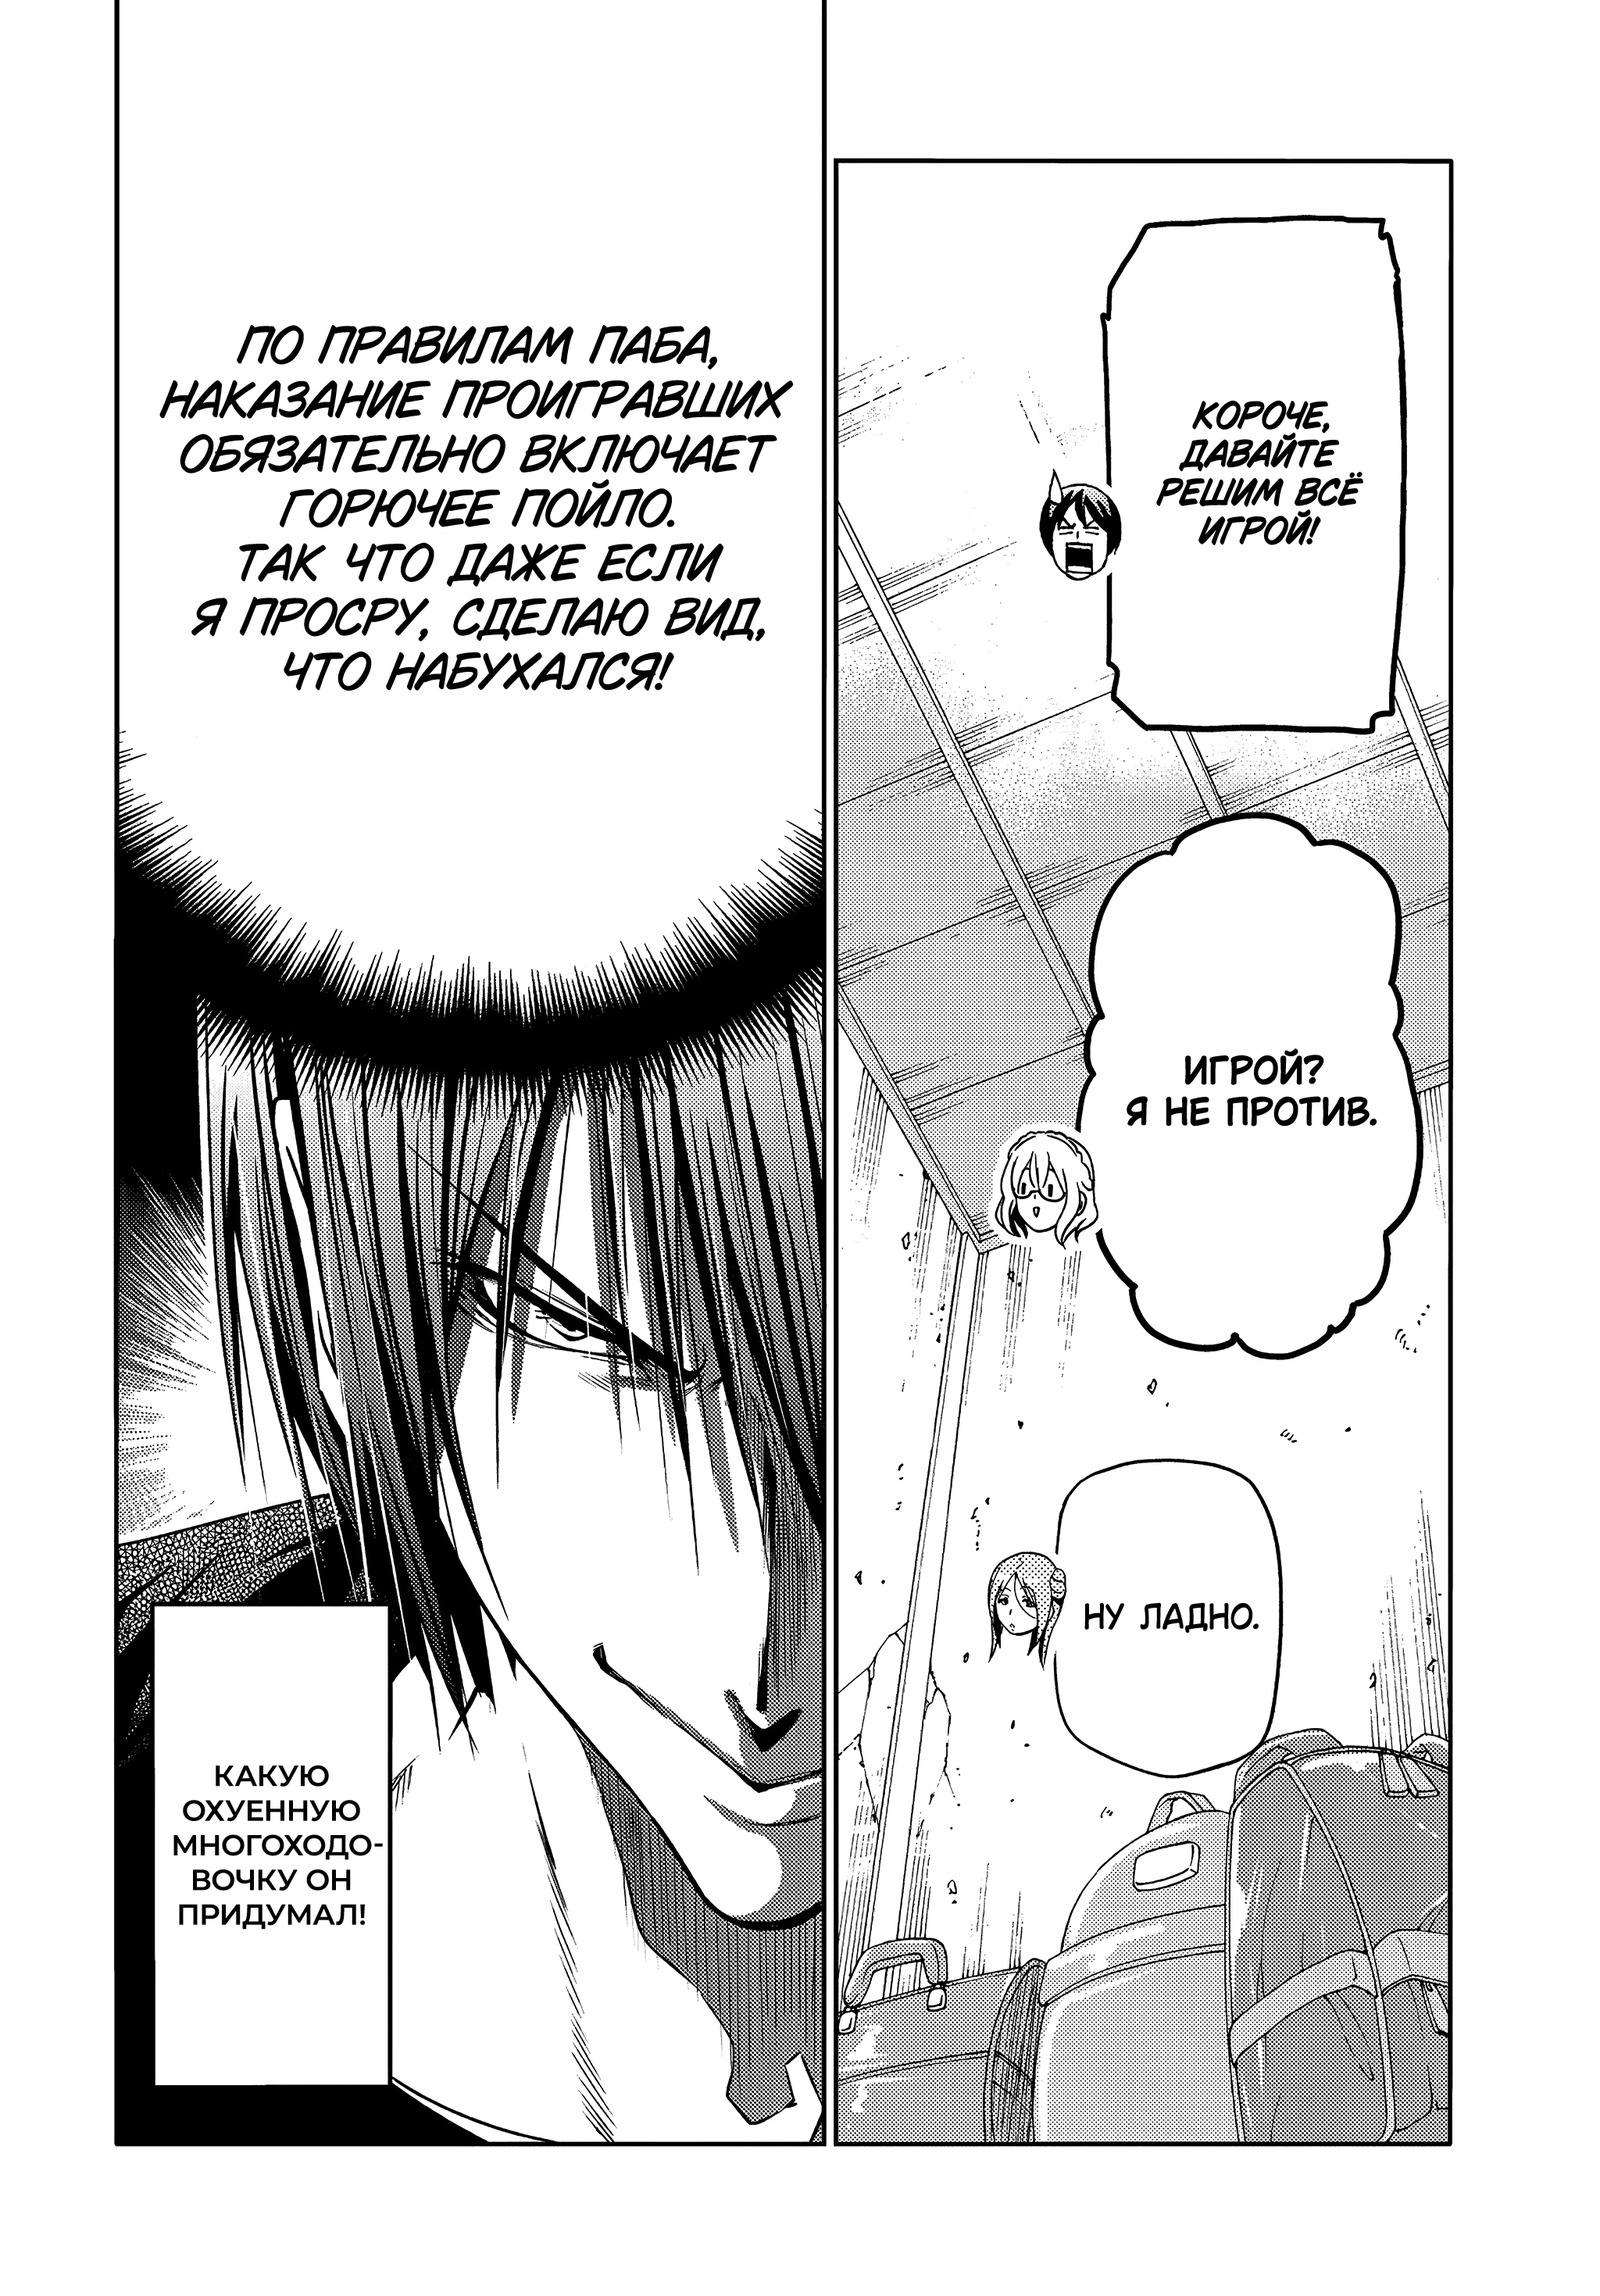 КОРОЧЕ,
ДАВАЙТЕ
РЕШИМ ВСЁ
ИГРОЙ!
ИГРОЙ?
Я НЕ ПРОТИВ.
НУ ЛАДНО.
ПО ПРАВИЛАМ ПАБА,
НАКАЗАНИЕ ПРОИГРАВШИХ
ОБЯЗАТЕЛЬНО ВКЛЮЧАЕТ
ГОРЮЧЕЕ ПОЙЛО.
ТАК ЧТО ДАЖЕ ЕСЛИ
Я ПРОСРУ, СДЕЛАЮ ВИД,
ЧТО НАБУХАЛСЯ!
КАКУЮ
ОХУЕННУЮ
МНОГОХОДО-
ВОЧКУ ОН
ПРИДУМАЛ!